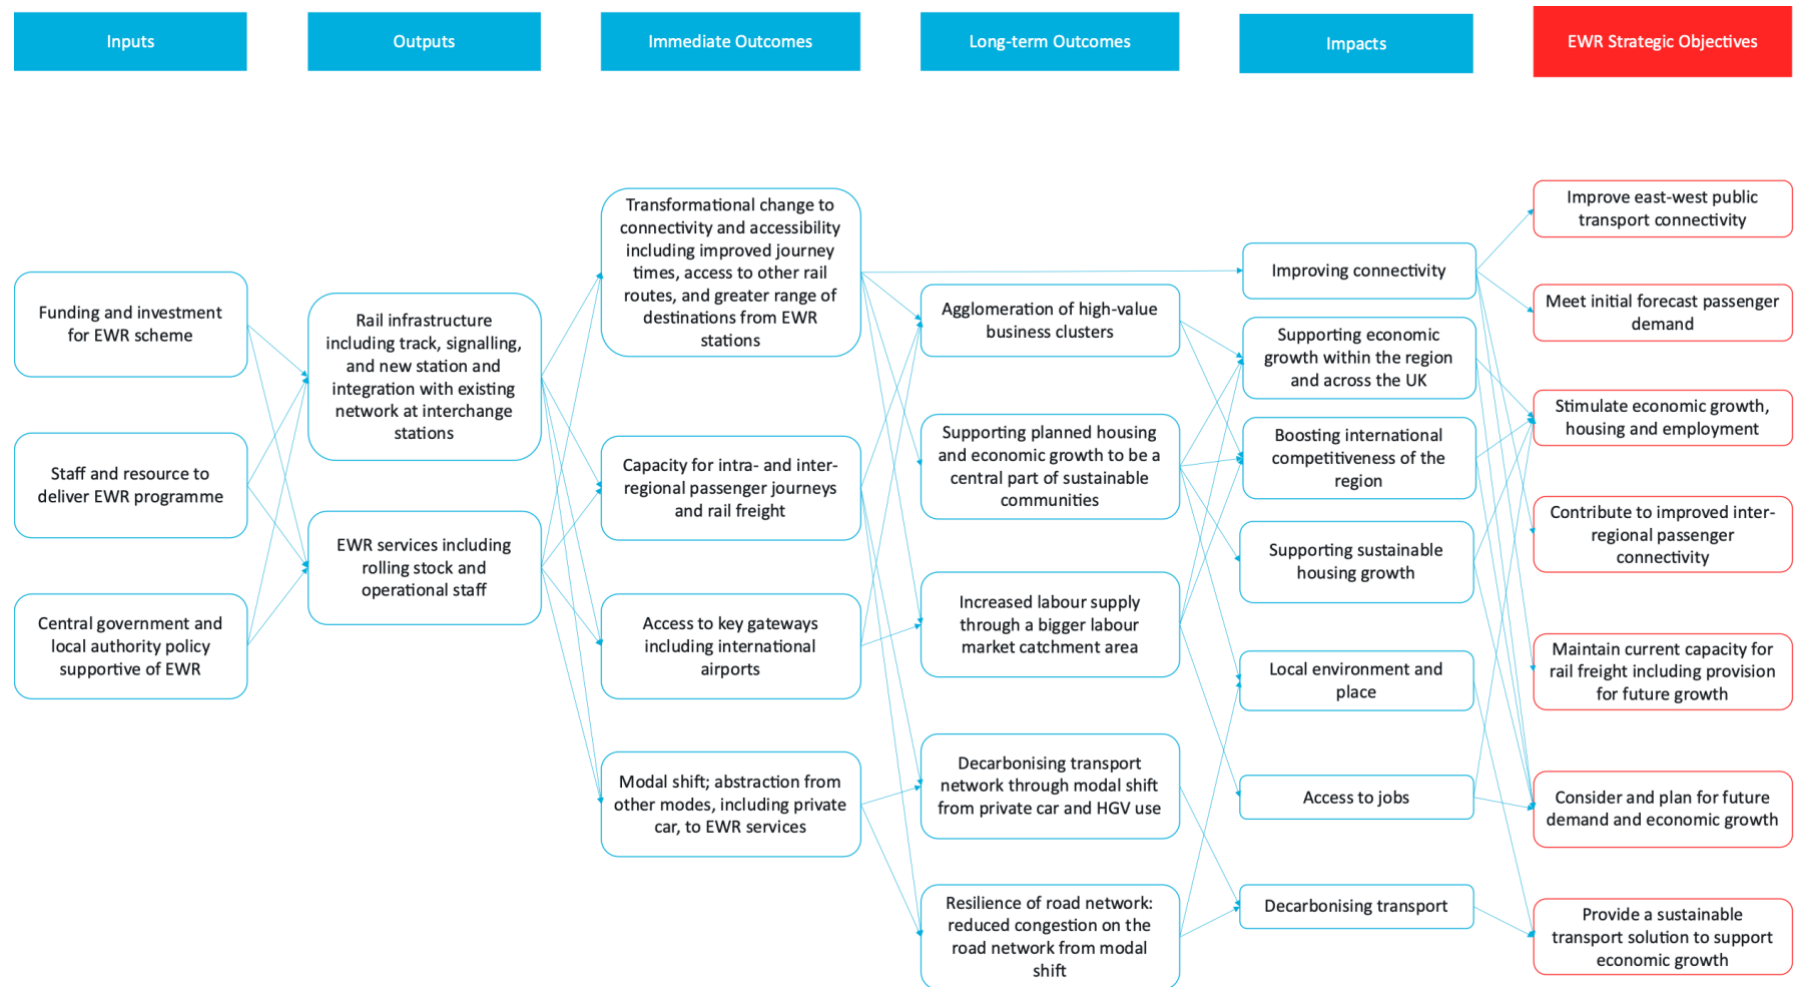 Inputs
Outputs
Immediate Outcomes
Long-term Outcomes
Impacts
EWR Strategic Objectives
Funding and investment
for EWR scheme
Staff and resource to
deliver EWR programme
Central government and
local authority policy
supportive of EWR
Rail infrastructure
including track, signalling,
and new station and
integration with existing
network at interchange
stations
EWR services including
rolling stock and
operational staff
Transformational change to
connectivity and accessibility
including improved journey
times, access to other rail
routes, and greater range of
destinations from EWR
stations
Capacity for intra- and inter-
regional passenger journeys
and rail freight
Access to key gateways
including international
airports
Modal shift; abstraction from
other modes, including private
car, to EWR services
Agglomeration of high-value
business clusters
Supporting planned housing
and economic growth to be a
central part of sustainable
communities
Increased labour supply
through a bigger labour
market catchment area
Decarbonising transport
network through modal shift
from private car and HGV use
Resilience of road network:
reduced congestion on the
road network from modal
shift
Improving connectivity
Supporting economic
growth within the region
and across the UK
Boosting international
competitiveness of the
region
Supporting sustainable
housing growth
Local environment and
place
Access to jobs
Decarbonising transport
Improve east-west public
transport connectivity
Meet initial forecast passenger
demand
Stimulate economic growth,
housing and employment
Contribute to improved inter-
regional passenger
connectivity
Maintain current capacity for
rail freight including provision
for future growth
Consider and plan for future
demand and economic growth
Provide a sustainable
transport solution to support
economic growth